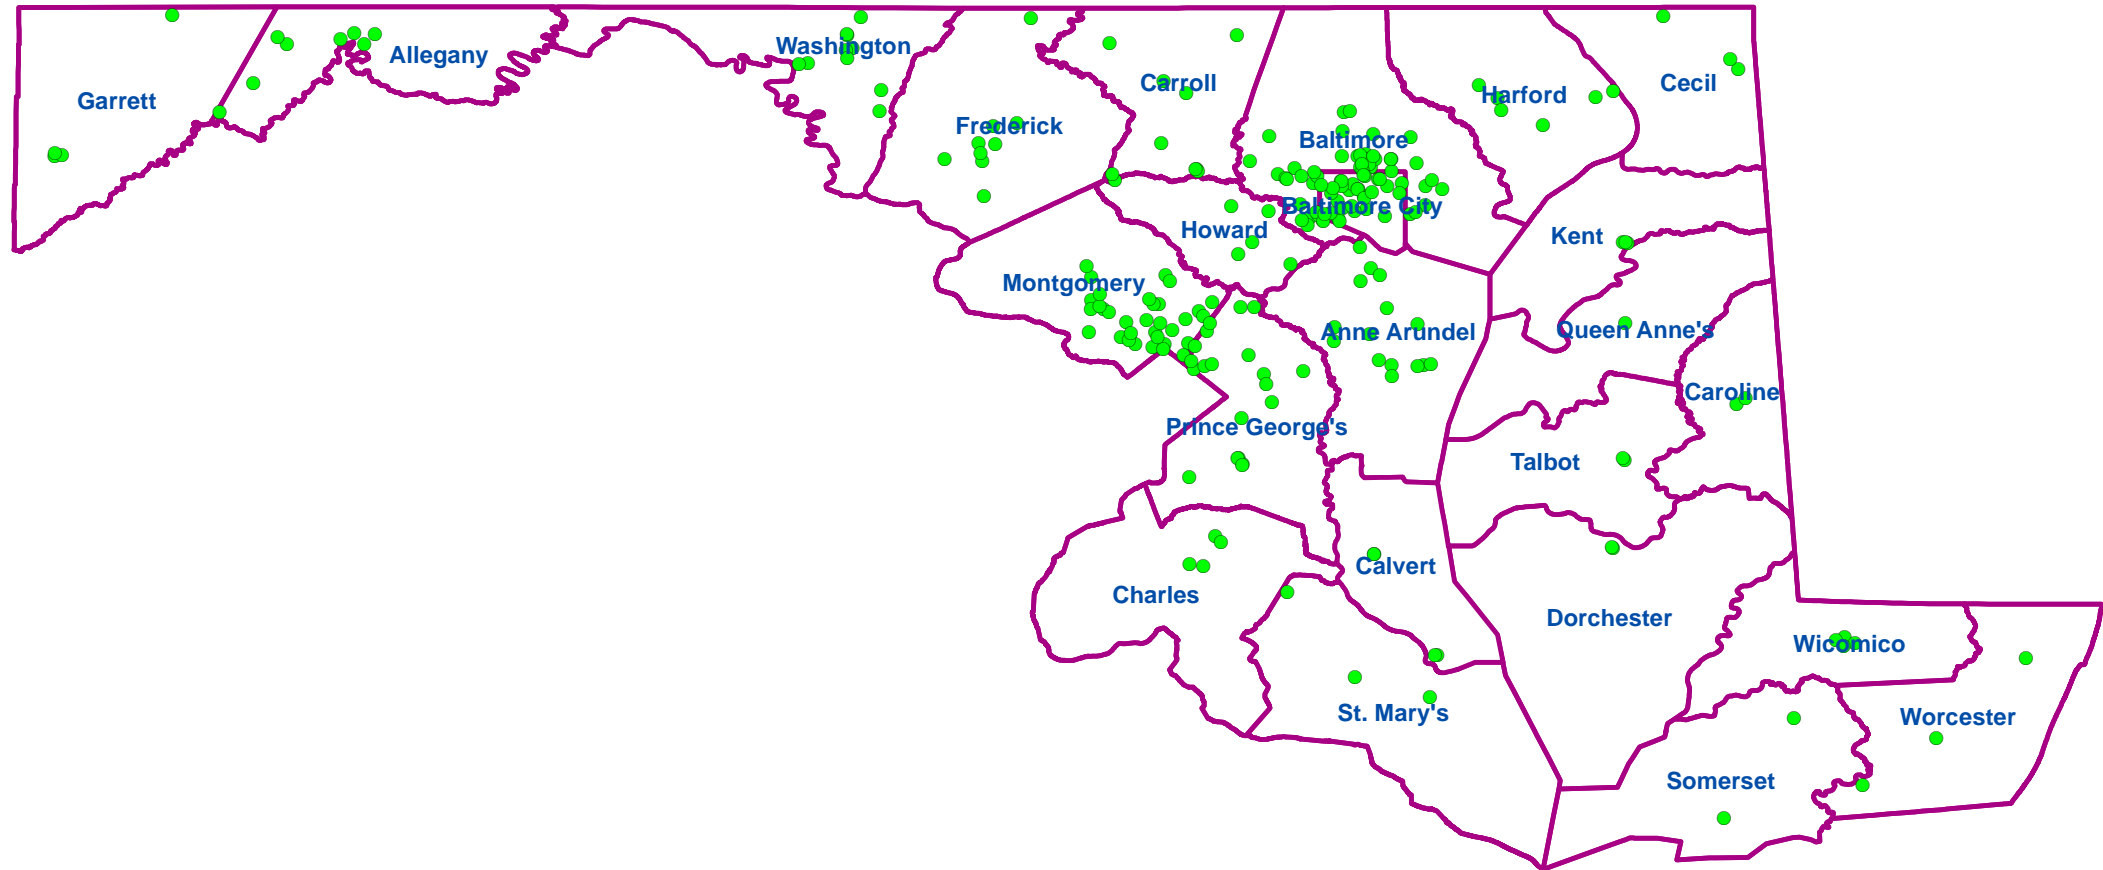 Washington
Allegany
Carroll
Cecil
Harford
Garrett
Frederick
Baltimore
Baltimore City
Howard
Kent
Montgomery
Anne Arundel
Queen Anne's
Caroline
Prince George's
Talbot
Calvert
Charles
Dorchester
Wicomico
St. Mary's
Worcester
Somerset